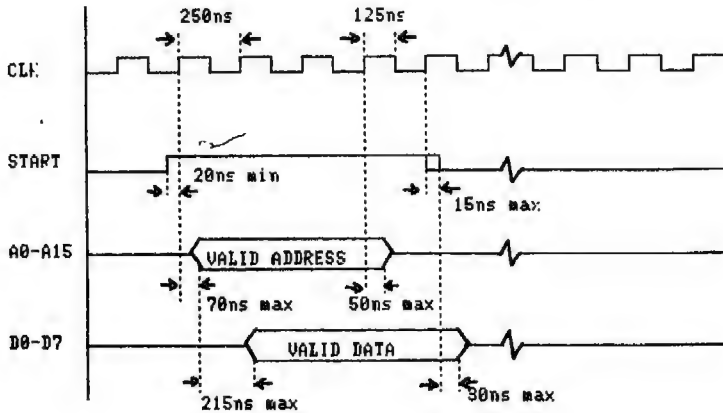 250ns 125ns
CLK
START
20ns min
15ns max
A0-A15
VALID ADDRESS
70ns max 50ns max
D0-D7
VALID DATA
215ns max 30ns max